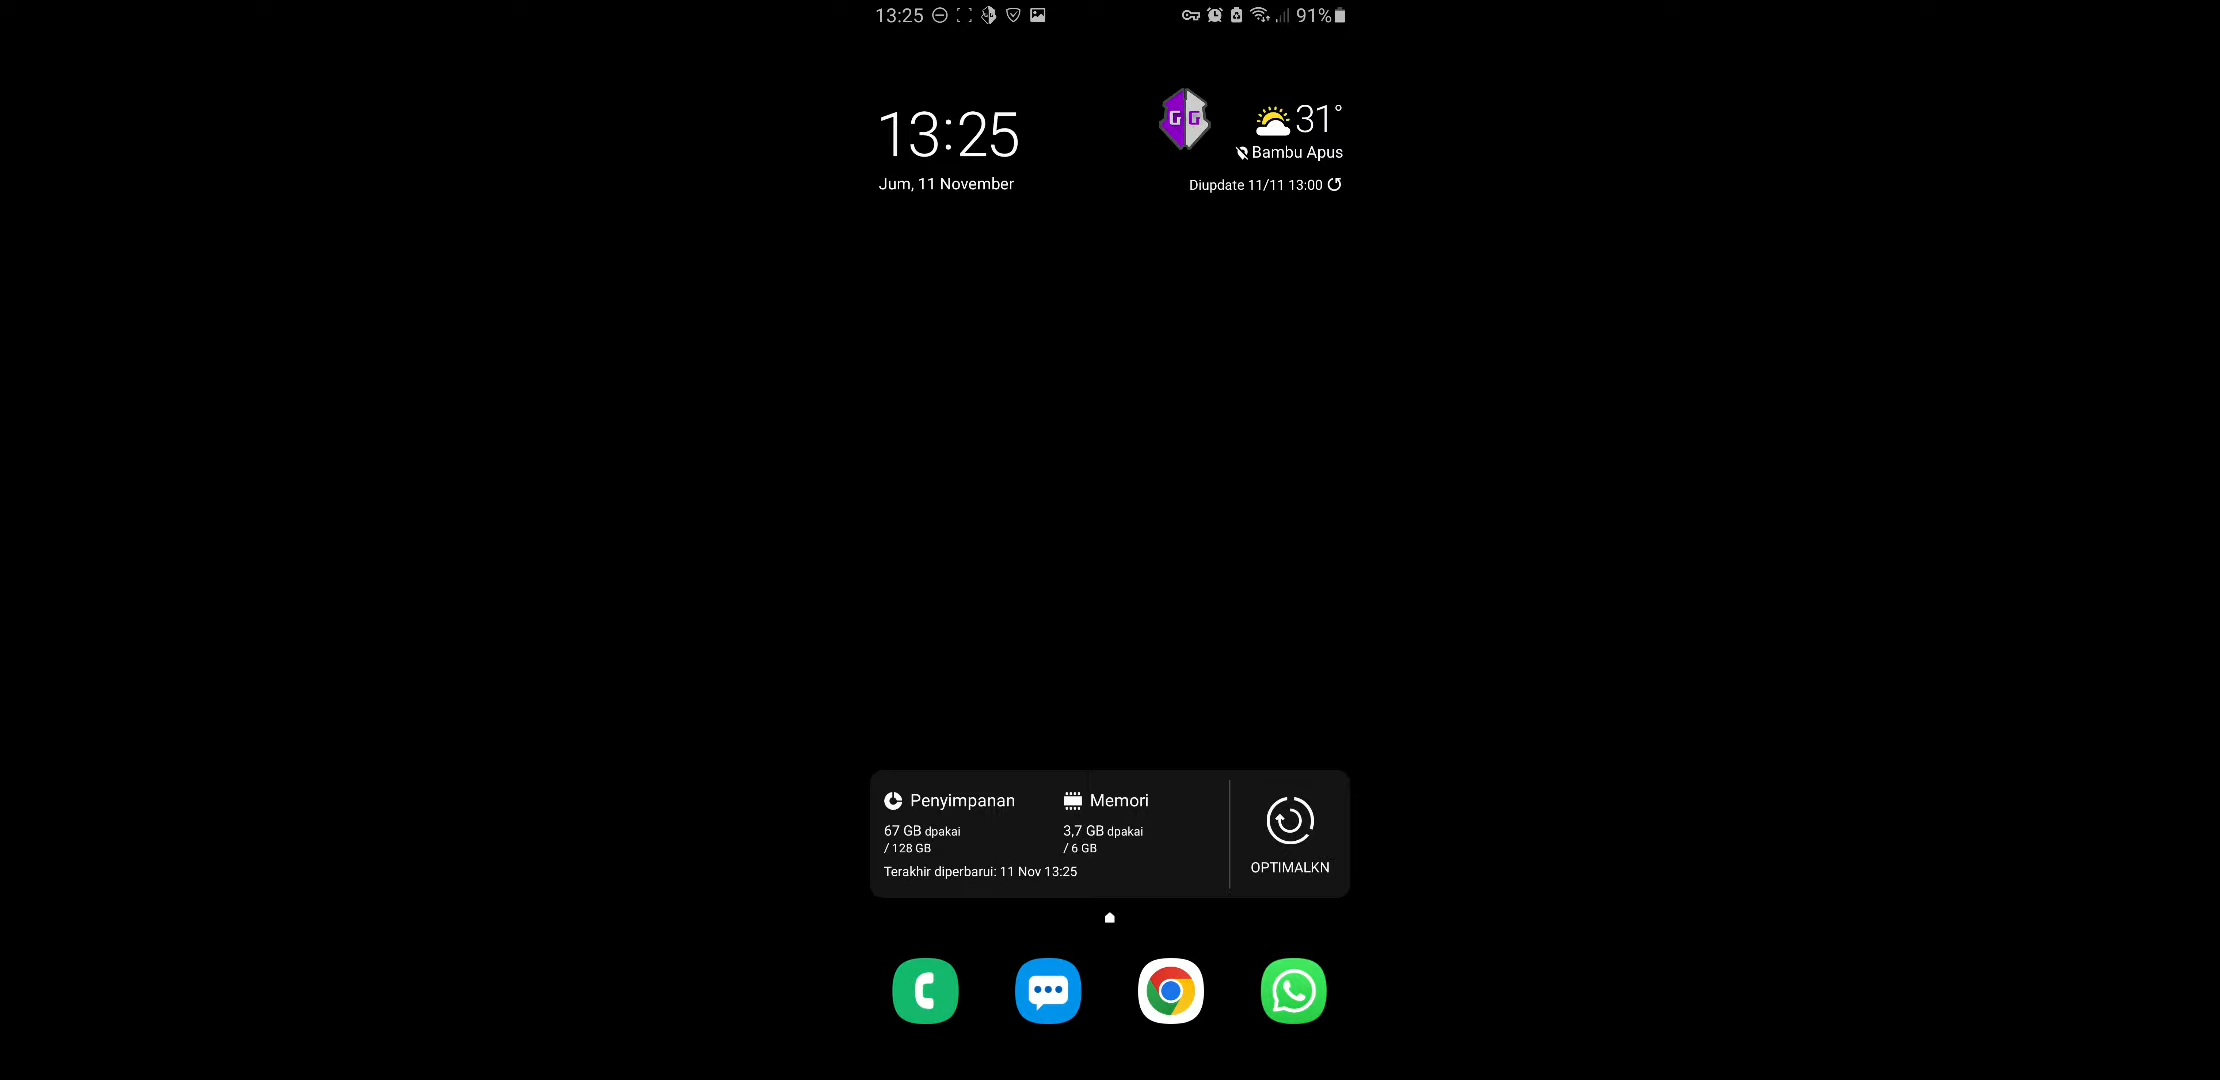 13:25
91%
13:25
Jum, 11 November
GG
31°
Bambu Apus
Diupdate 11/11 13:00
Penyimpanan
67 GB dpakai
/ 128 GB
Memori
3,7 GB dpakai
/ 6 GB
Terakhir diperbarui: 11 Nov 13:25
OPTIMALKN